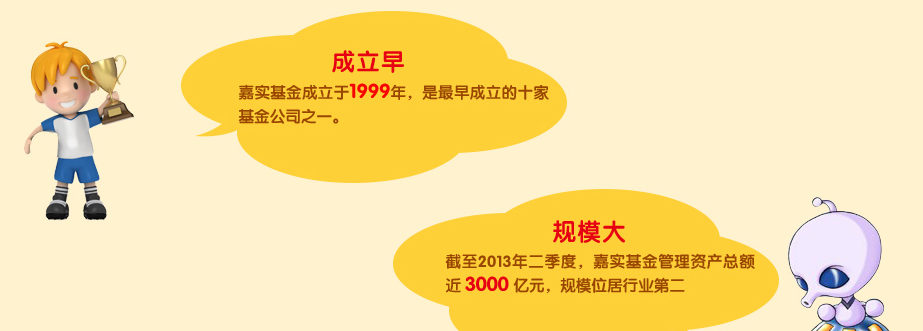 成立早
嘉实基金成立于1999年，是最早成立的十家
基金公司之一。
规模大
截至2013年二季度，嘉实基金管理资产总额
近 3000 亿元，规模位居行业第二